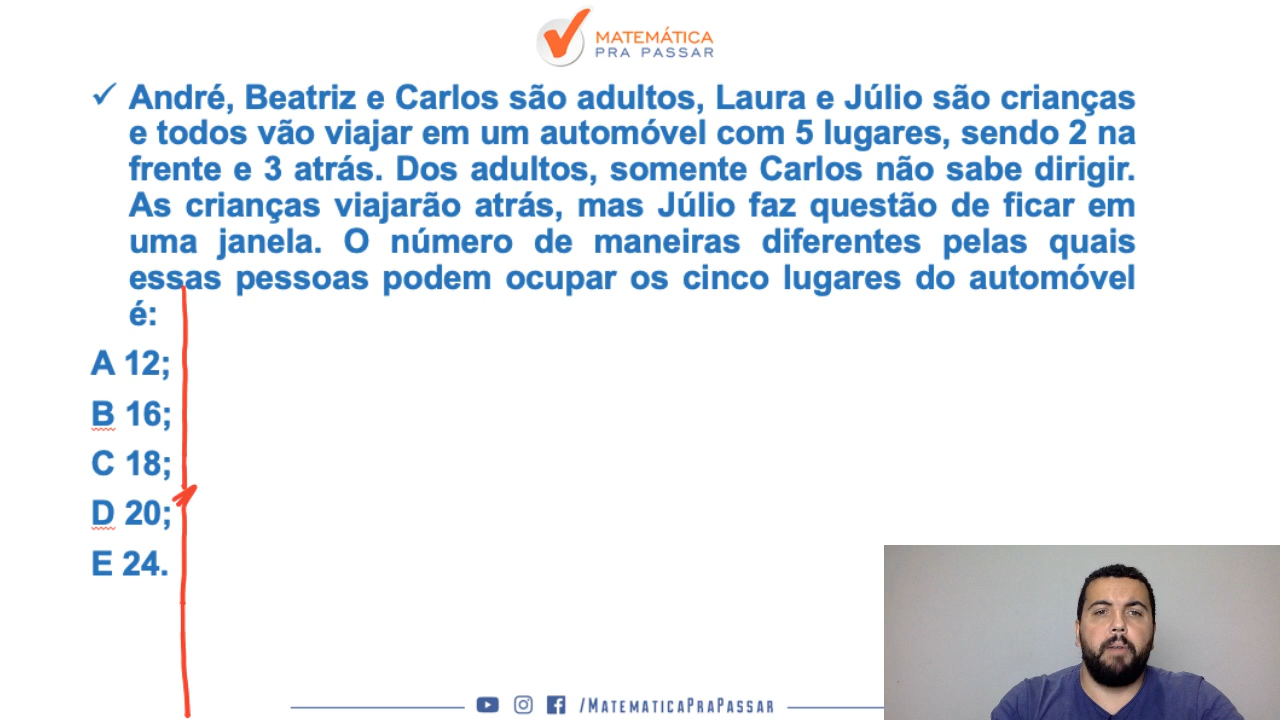 MATEMÁTICA
PRA PASSAR
✓ André, Beatriz e Carlos são adultos, Laura e Júlio são crianças
e todos vão viajar em um automóvel com 5 lugares, sendo 2 na
frente e 3 atrás. Dos adultos, somente Carlos não sabe dirigir.
As crianças viajarão atrás, mas Júlio faz questão de ficar em
uma janela. O número de maneiras diferentes pelas quais
essas pessoas podem ocupar os cinco lugares do automóvel
é:
A 12;
B 16;
C 18;
D 20;
E 24.
/MATEMATICAPRAPASSAR